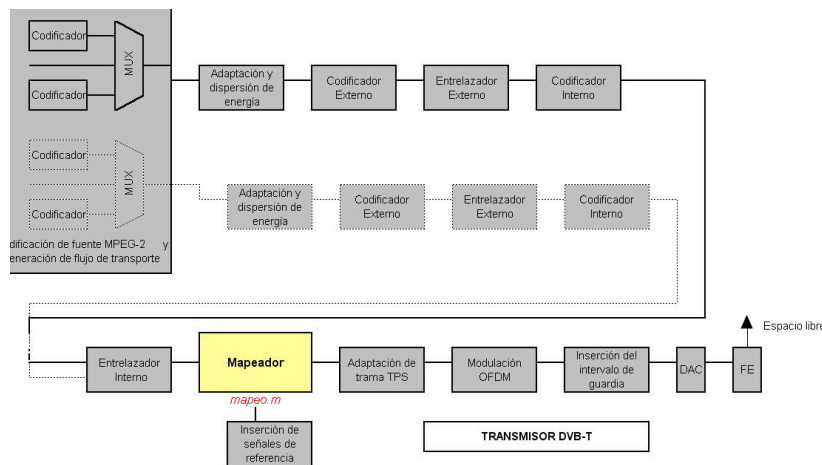 Codificador
MUX
Codificador
Adaptación y
dispersión de
energía
Codificador
Externo
Entrelazador
Externo
Codificador
Interno
Codificador
MUX
Codificador
Adaptación y
dispersión de
energía
Codificador
Externo
Entrelazador
Externo
Codificador
Interno
dificación de fuente MPEG-2 y
eneración de flujo de transporte
Espacio libre
Entrelazador
Interno
Mapeador
mapeo.m
Adaptación de
trama TPS
Modulación
OFDM
Inserción del
intervalo de
guardia
DAC
FE
Inserción de
señales de
referencia
TRANSMISOR DVB-T